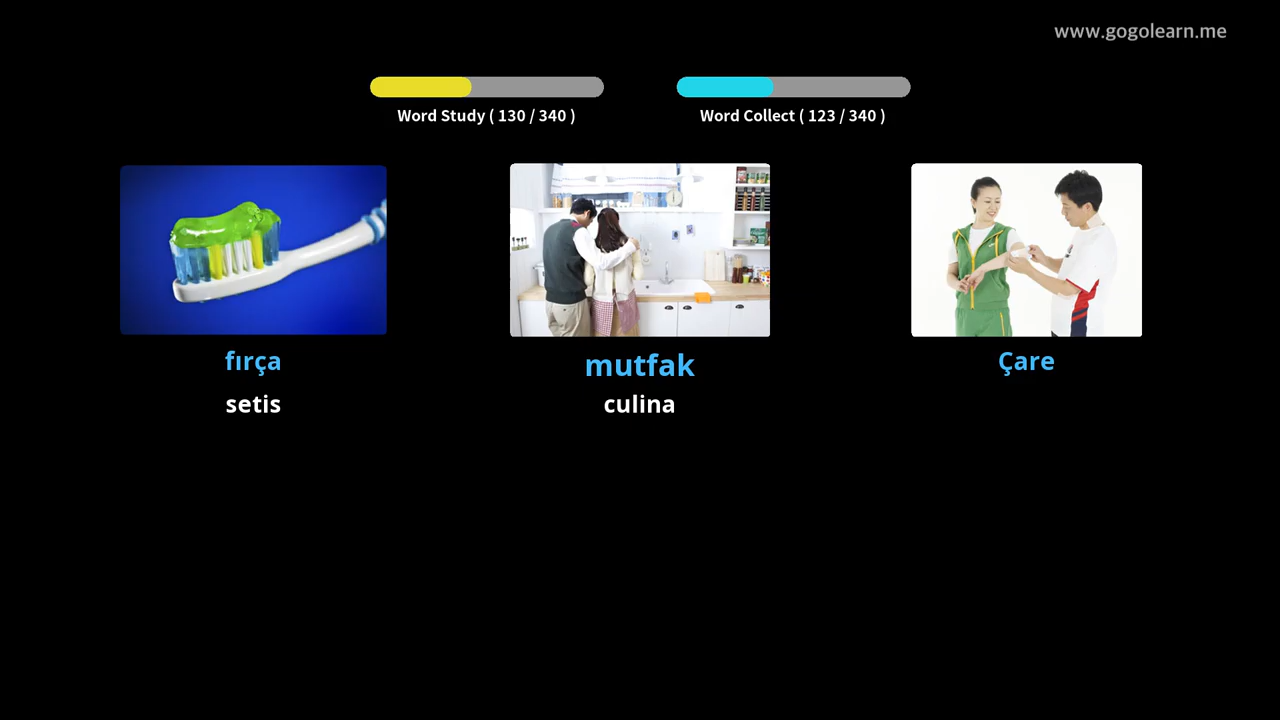 www.gogolearn.me
Word Study ( 130 / 340 )
Word Collect ( 123 / 340 )
fırça
mutfak
Çare
setis
culina